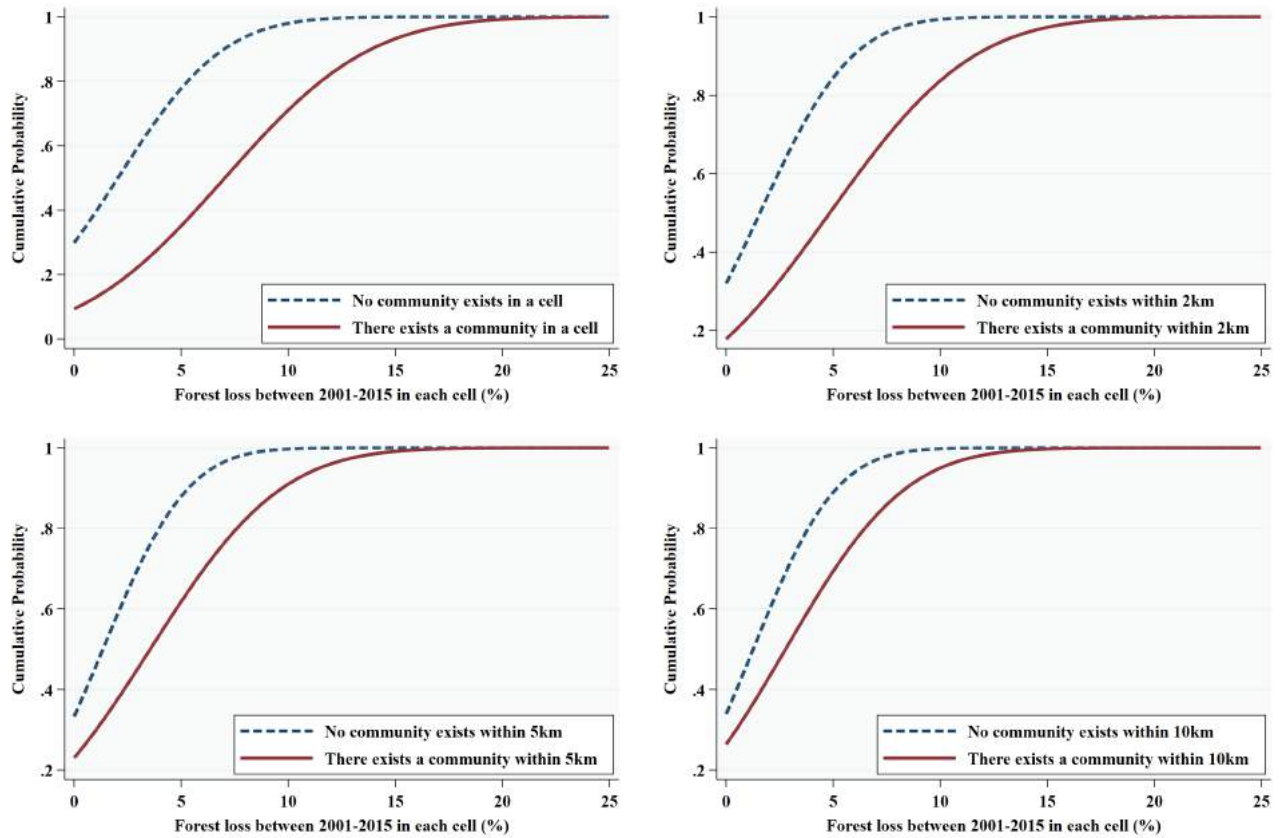 Cumulative Probability
1
.8
.6
.4
.2
0
No community exists in a cell
There exists a community in a cell
0 5 10 15 20 25
Forest loss between 2001-2015 in each cell (%)
Cumulative Probability
1
.8
.6
.4
.2
No community exists within 2km
There exists a community within 2km
0 5 10 15 20 25
Forest loss between 2001-2015 in each cell (%)
Cumulative Probability
1
.8
.6
.4
.2
No community exists within 5km
There exists a community within 5km
0 5 10 15 20 25
Forest loss between 2001-2015 in each cell (%)
Cumulative Probability
1
.8
.6
.4
.2
No community exists within 10km
There exists a community within 10km
0 5 10 15 20 25
Forest loss between 2001-2015 in each cell (%)